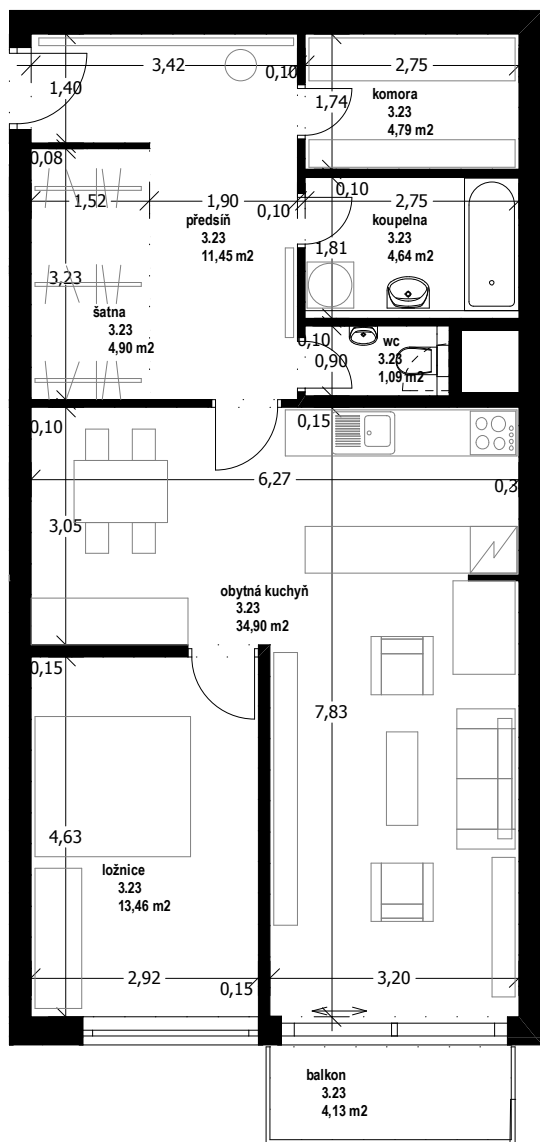 3,42
0,10
2,75
1,40
1,74
komora
3.23
4,79 m2
0,08
0,10
1,52
1,90
0,10
2,75
předsíň
3.23
11,45 m2
koupelna
3.23
4,64 m2
1,81
3,23
šatna
3.23
4,90 m2
0,10
0,90
wc
3.23
1,09 m2
0,10
0,15
6,27
0,3
3,05
obytná kuchyň
3.23
34,90 m2
0,15
7,83
4,63
ložnice
3.23
13,46 m2
2,92
0,15
3,20
balkon
3.23
4,13 m2